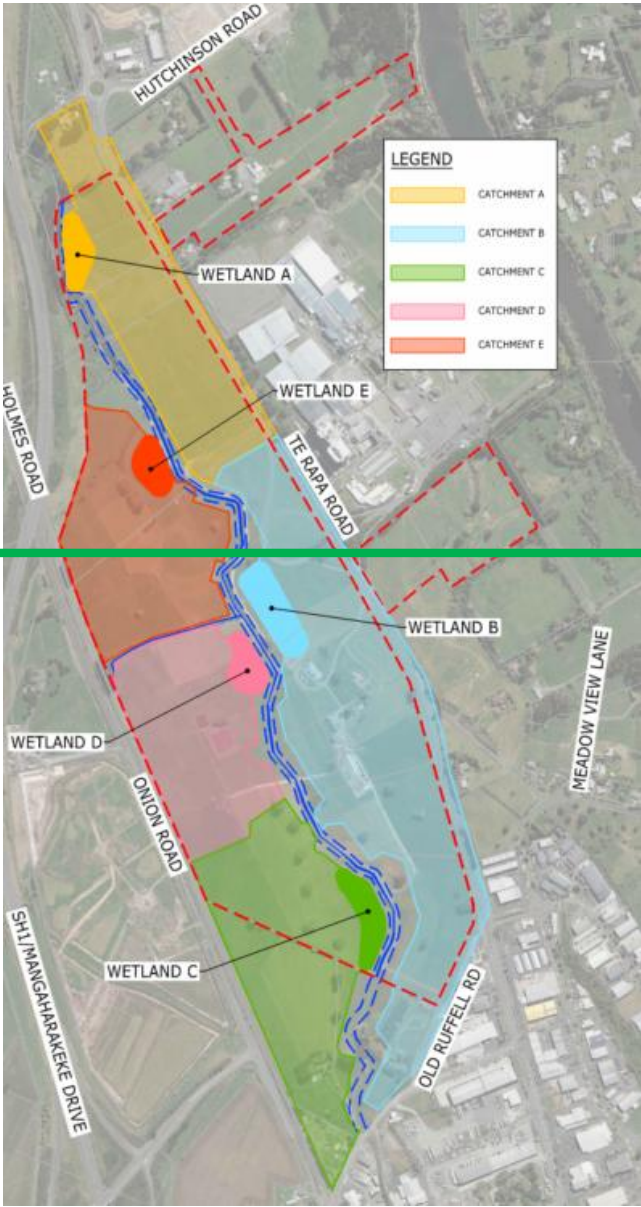 HUTCHINSON ROAD
LEGEND
CATCHMENT A
CATCHMENT B
CATCHMENT C
CATCHMENT D
CATCHMENT E
WETLAND A
WETLAND E
HOLMES ROAD
TE RAPA ROAD
WETLAND B
MEADOW VIEW LANE
WETLAND D
ONION ROAD
SH1/MANGAHARAKEKE DRIVE
WETLAND C
OLD RUFFELL RD